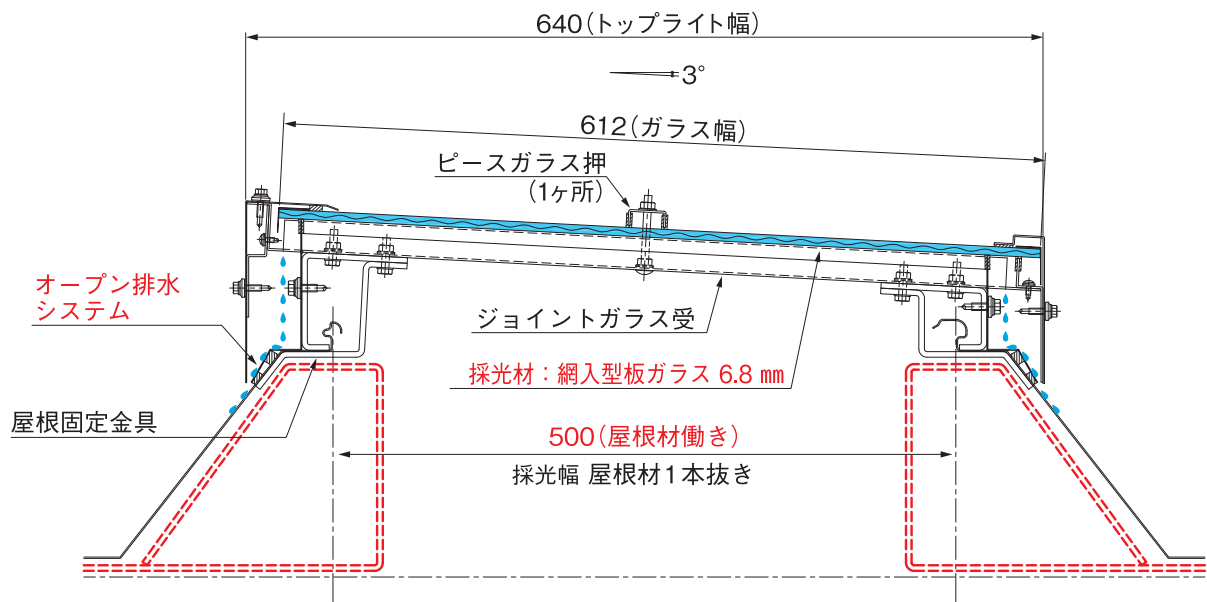 640(トップライト幅)
3°
612(ガラス幅)
ピースガラス押
(1ヶ所)
オープン排水
システム
ジョイントガラス受
採光材：網入型板ガラス 6.8 mm
屋根固定金具
500(屋根材働き)
採光幅 屋根材1本抜き